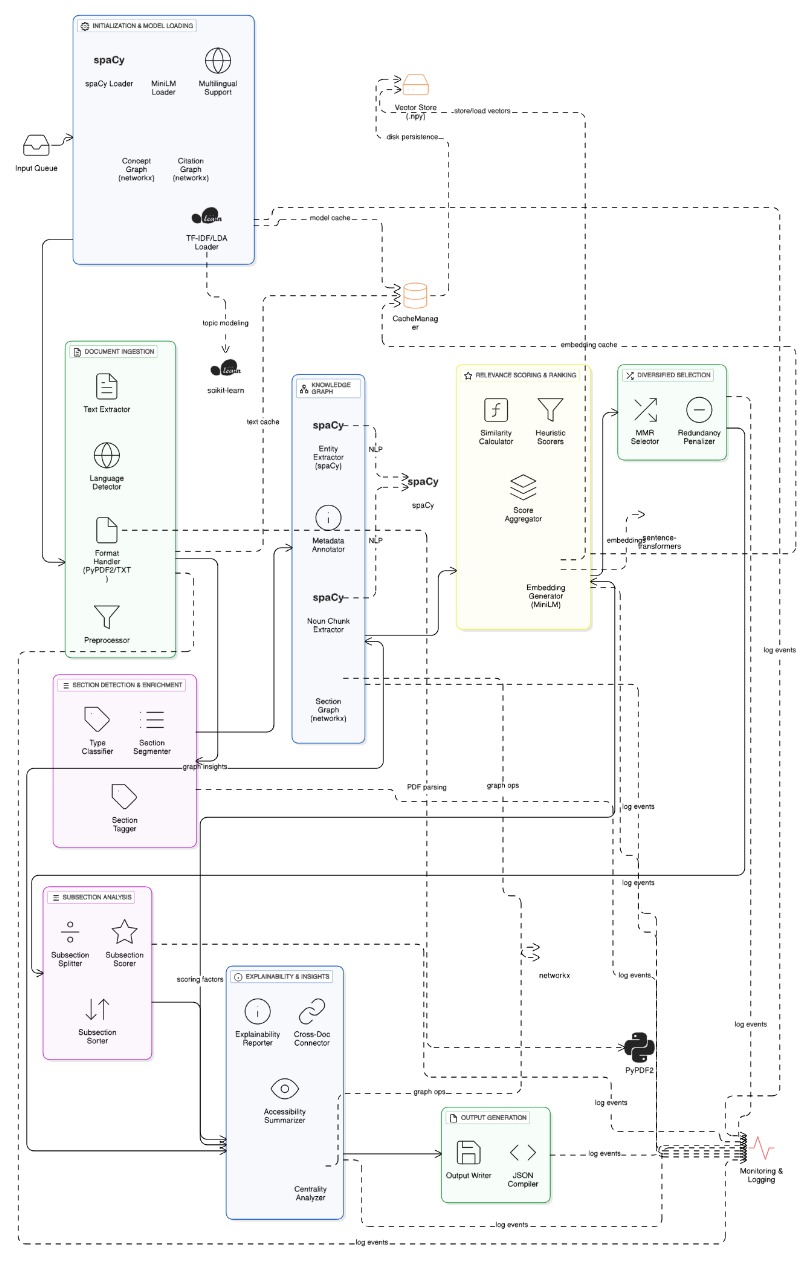 INITIALIZATION & MODEL LOADING
spaCy
spaCy Loader
MiniLM
Loader
Multilingual
Support
Input Queue
Concept
Graph
(networkx)
Citation
Graph
(networkx)
learn
TF-IDF/LDA
Loader
Vector Store
(.npy)
store/load vectors
disk persistence
model cache
CacheManag
er
topic modeling
learn
scikit-learn
embedding cache
text cache
DOCUMENT INGESTION
Text Extractor
Language
Detector
Format
Handler
(PyPDF2/TXT
)
Preprocessor
KNOWLEDGE
GRAPH
spaCy
Entity
Extractor
(spaCy)
NLP
spaCy
spaCy
Metadata
Annotator
NLP
spaCy
Noun Chunk
Extractor
Section
Graph
(networkx)
RELEVANCE SCORING & RANKING
Similarity
Calculator
Heuristic
Scorers
Score
Aggregator
Embedding
Generator
(MiniLM)
DIVERSIFIED SELECTION
MMR
Selector
Redundancy
Penalizer
embeddings
sentence-
transformers
log events
SECTION DETECTION & ENRICHMENT
Type
Classifier
Section
Segmenter
graph insights
Section
Tagger
PDF parsing
graph ops
log events
log events
SUBSECTION ANALYSIS
Subsection
Splitter
Subsection
Scorer
Subsection
Sorter
scoring factors
EXPLAINABILITY & INSIGHTS
Explainability
Reporter
Cross-Doc
Connector
Accessibility
Summarizer
Centrality
Analyzer
networkx
log events
log events
PyPDF2
graph ops
log events
OUTPUT GENERATION
Output Writer
JSON
Compiler
log events
Monitoring &
Logging
log events
log events